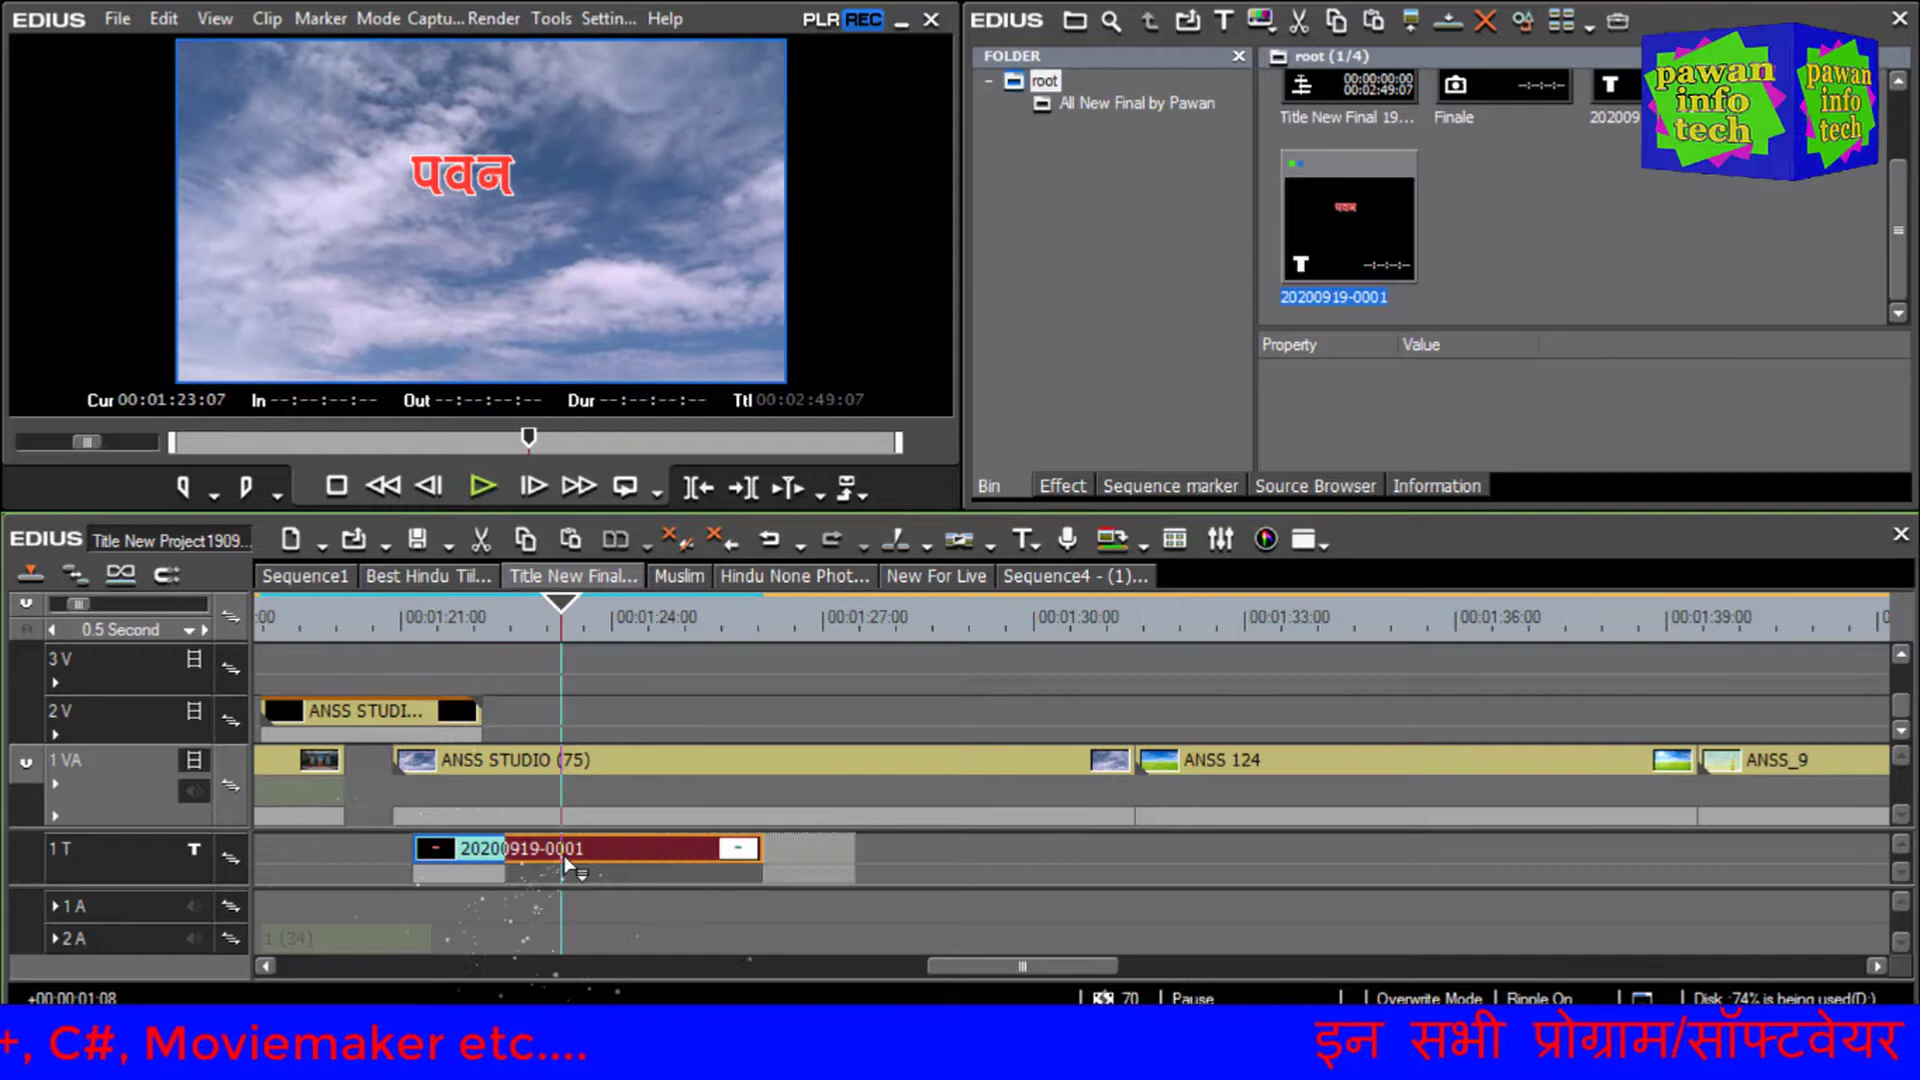 EDIUS File Edit View Clip Marker Mode Captu... Render Tools Settin... Help PLR REC
पवन
Cur 00:01:23:07 In --:--:--:-- Out --:--:--:-- Dur --:--:--:-- Ttl 00:02:49:07
EDIUS
FOLDER
root
All New Final by Pawan
root (1/4)
00:00:00:00
00:02:49:07
--:--:--
T
Title New Final 19...
Finale
202009
पवन
T --:--:--
20200919-0001
Property Value
Bin Effect Sequence marker Source Browser Information
pawan info tech
pawan info tech
EDIUS Title New Project1909...
Sequence1 Best Hindu Tiil... Title New Final... Muslim Hindu None Phot... New For Live Sequence4 - (1)...
0.5 Second
:00 00:01:21:00 00:01:24:00 00:01:27:00 00:01:30:00 00:01:33:00 00:01:36:00 00:01:39:00
3 V
2 V ANSS STUDI...
1 VA ANSS STUDIO (75) ANSS 124 ANSS_9
1 T T 20200919-0001
1 A
2 A 1 (34)
+00:00:01:08 70 Pause Overwrite Mode Ripple On Disk :74% is being used(D:)
+, C#, Moviemaker etc.... इन सभी प्रोग्राम/सॉफ्टवेयर